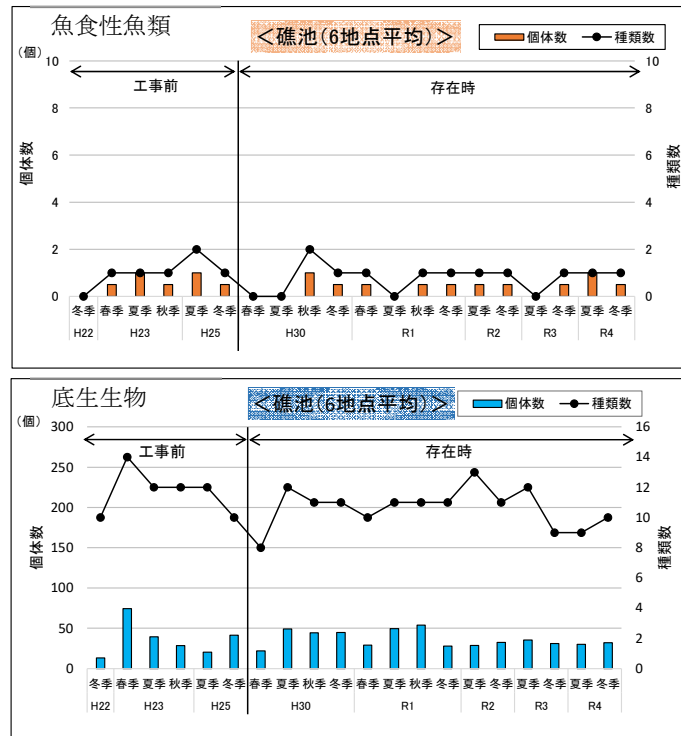 魚食性魚類
<礁池(6地点平均)>
個体数 種類数
(個)
工事前 存在時
10 10
8 8
6 6
4 4
2 2
0 0
個体数
種類数
冬季 春季 夏季 秋季 夏季 冬季 春季 夏季 秋季 冬季 春季 夏季 秋季 冬季 夏季 冬季 夏季 冬季 夏季 冬季
H22 H23 H25 H30 R1 R2 R3 R4
底生生物
<礁池(6地点平均)>
個体数 種類数
(個)
工事前 存在時
300 16
250 14
200 12
150 10
100 8
50 6
0 4
2
0
個体数
種類数
冬季 春季 夏季 秋季 夏季 冬季 春季 夏季 秋季 冬季 春季 夏季 秋季 冬季 夏季 冬季 夏季 冬季 夏季 冬季
H22 H23 H25 H30 R1 R2 R3 R4